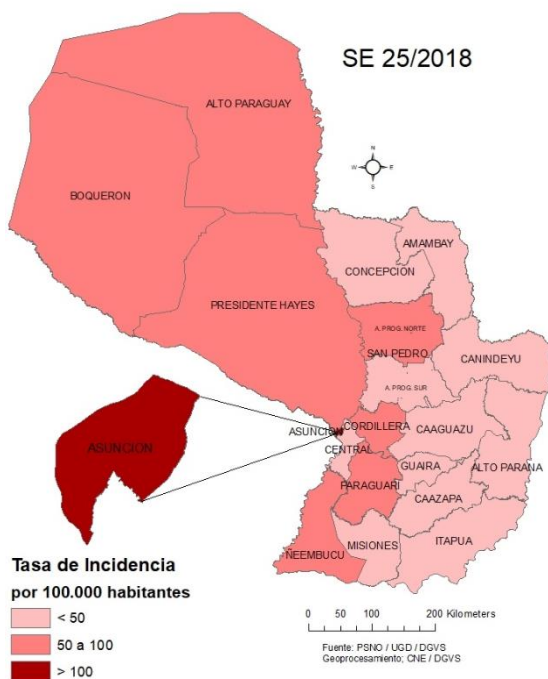 SE 25/2018
ALTO PARAGUAY
N
W E
S
BOQUERON
AMAMBAY
CONCEPCION
PRESIDENTE HAYES
A. PROG. NORTE
SAN PEDRO
CANINDEYU
A. PROG. SUR
ASUNCION
ASUNCION
CORDILLERA
CAAGUAZU
CENTRAL
GUAIRA
ALTO PARANA
PARAGUARI
CAAZAPA
ÑEEMBUCU
MISIONES
ITAPUA
Tasa de Incidencia
por 100.000 habitantes
< 50
50 a 100
> 100
0 50 100 200 Kilometers
Fuente: PSNO / UGD / DGVS
Geoprocesamiento; CNE / DGVS